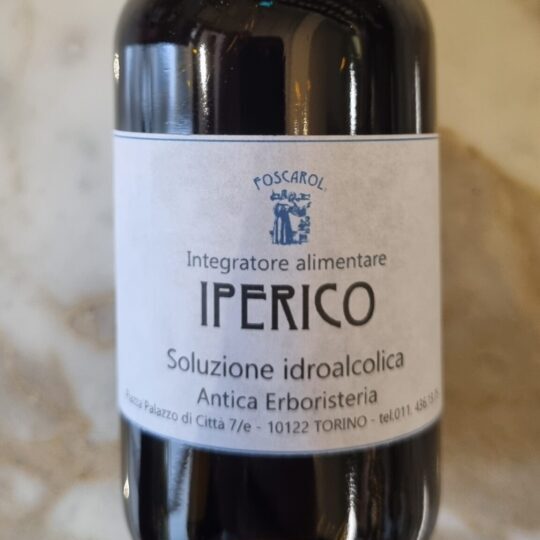 FOSCAROL
Integratore alimentare
IPERICO
Soluzione idroalcolica
Antica Erboristeria
Piazza Palazzo di Città 7/e - 10122 TORINO - tel.011. 436